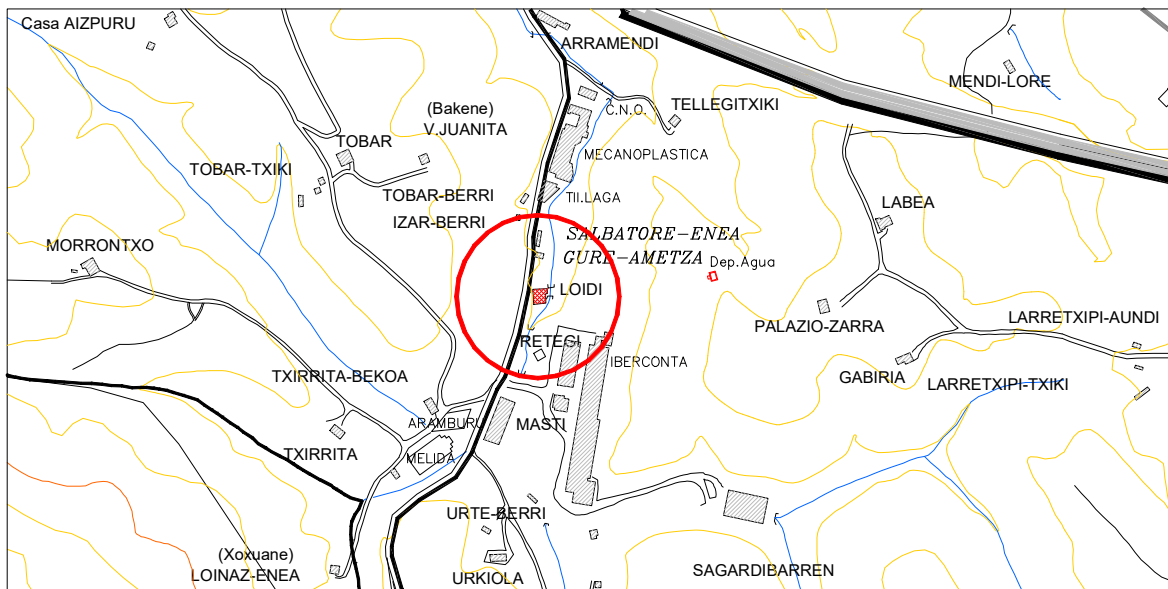 Casa AIZPURU
ARRAMENDI
MENDI-LORE
(Bakene)
V.JUANITA
C.N.O.
TELLEGITXIKI
TOBAR
MECANOPLASTICA
TOBAR-TXIKI
TOBAR-BERRI
TII.LAGA
LABEA
IZAR-BERRI
SALBATORE-ENEA
MORRONTXO
GURE-AMETZA
Dep.Agua
LOIDI
LARRETXIPI-AUNDI
PALAZIO-ZARRA
RETEGI
IBERCONTA
TXIRRITA-BEKOA
GABIRIA
LARRETXIPI-TXIKI
ARAMBURU
MASTI
TXIRRITA
MELIDA
URTE-BERRI
(Xoxuane)
LOINAZ-ENEA
URKIOLA
SAGARDIBARREN